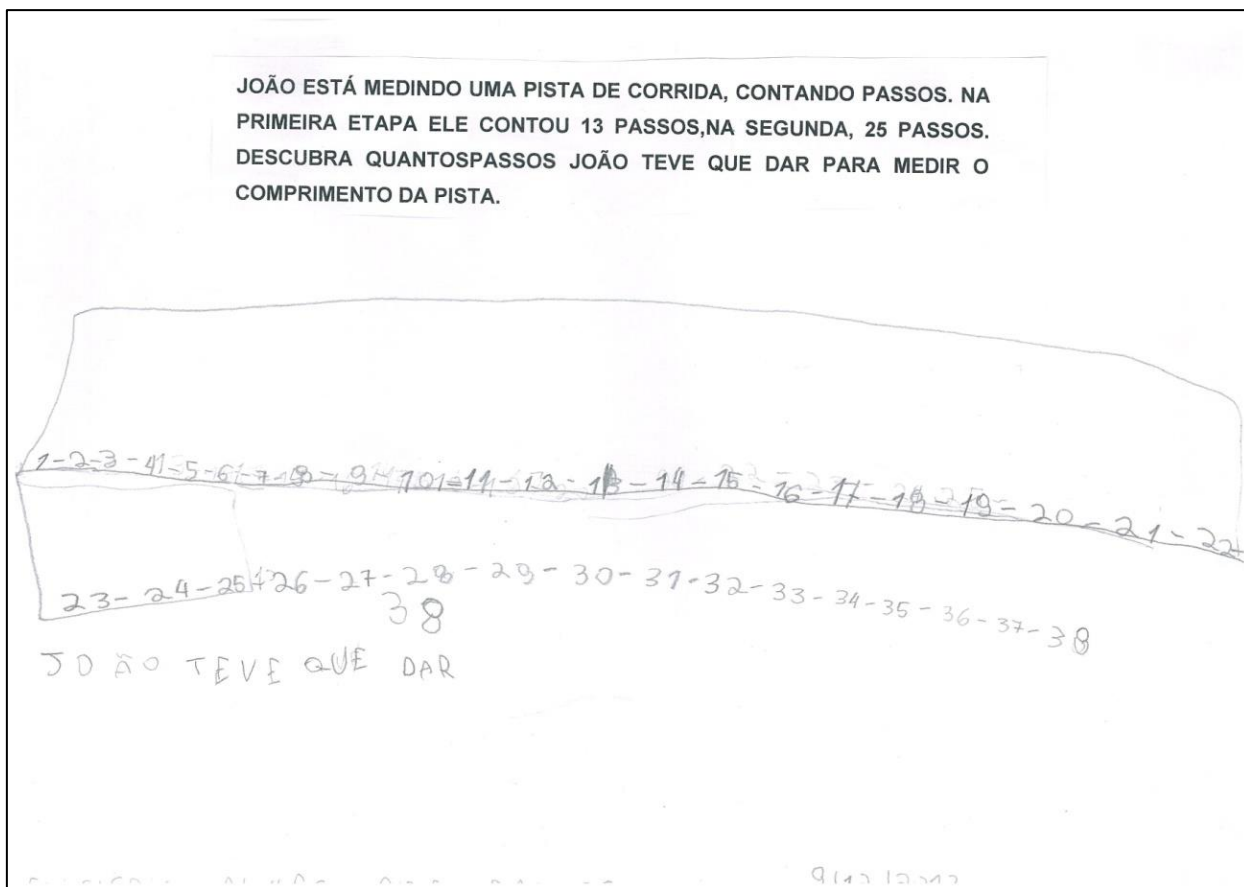 JOÃO ESTÁ MEDINDO UMA PISTA DE CORRIDA, CONTANDO PASSOS. NA
PRIMEIRA ETAPA ELE CONTOU 13 PASSOS,NA SEGUNDA, 25 PASSOS.
DESCUBRA QUANTOSPASSOS JOÃO TEVE QUE DAR PARA MEDIR O
COMPRIMENTO DA PISTA.
1-2-3-4-5-6-7-8-9-10-11-12-13-14-15-16-17-18-19-20-21-22-
23-24-25+26-27-28-29-30-31-32-33-34-35-36-37-38
38
JOÃO TEVE QUE DAR